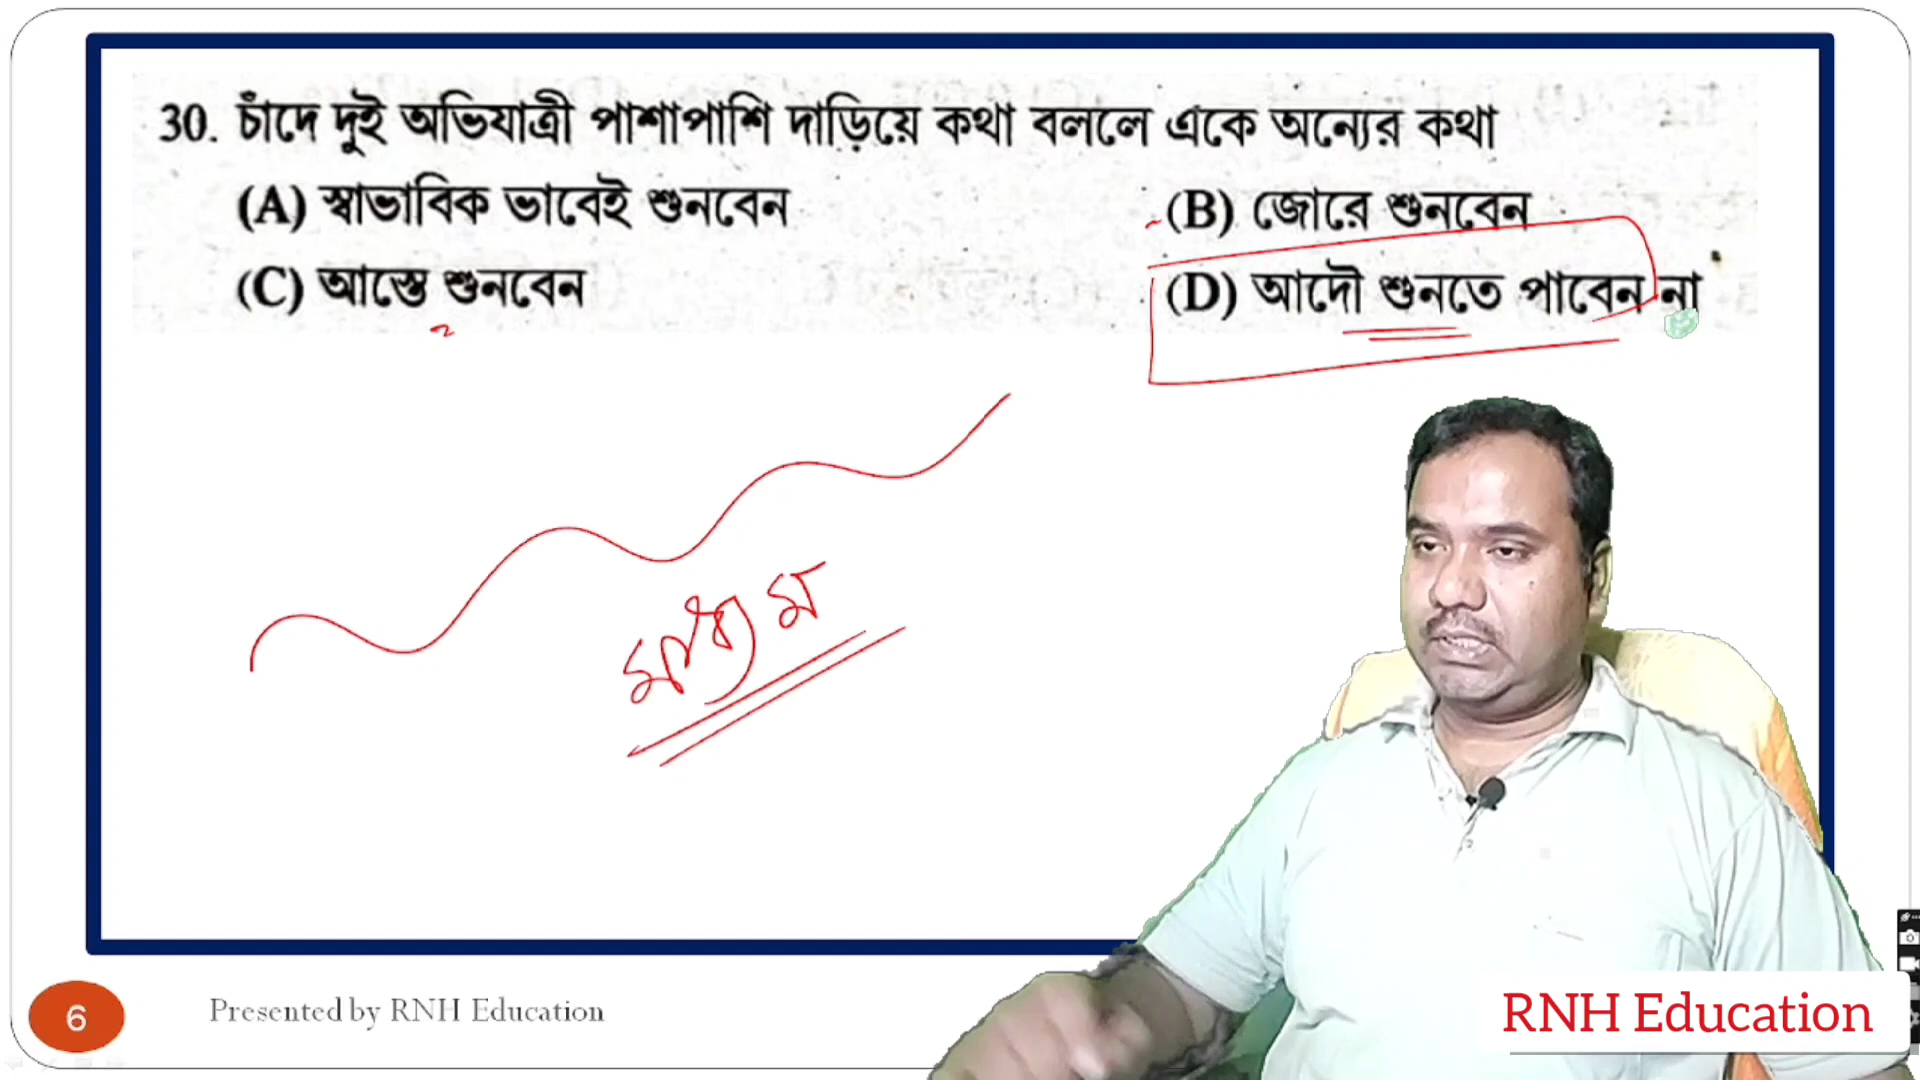 30. চাঁদে দুই অভিযাত্রী পাশাপাশি দাড়িয়ে কথা বললে একে অন্যের কথা
(A) স্বাভাবিক ভাবেই শুনবেন (B) জোরে শুনবেন
(C) আস্তে শুনবেন (D) আদৌ শুনতে পাবেন না
মাধ্যম
6 Presented by RNH Education
RNH Education